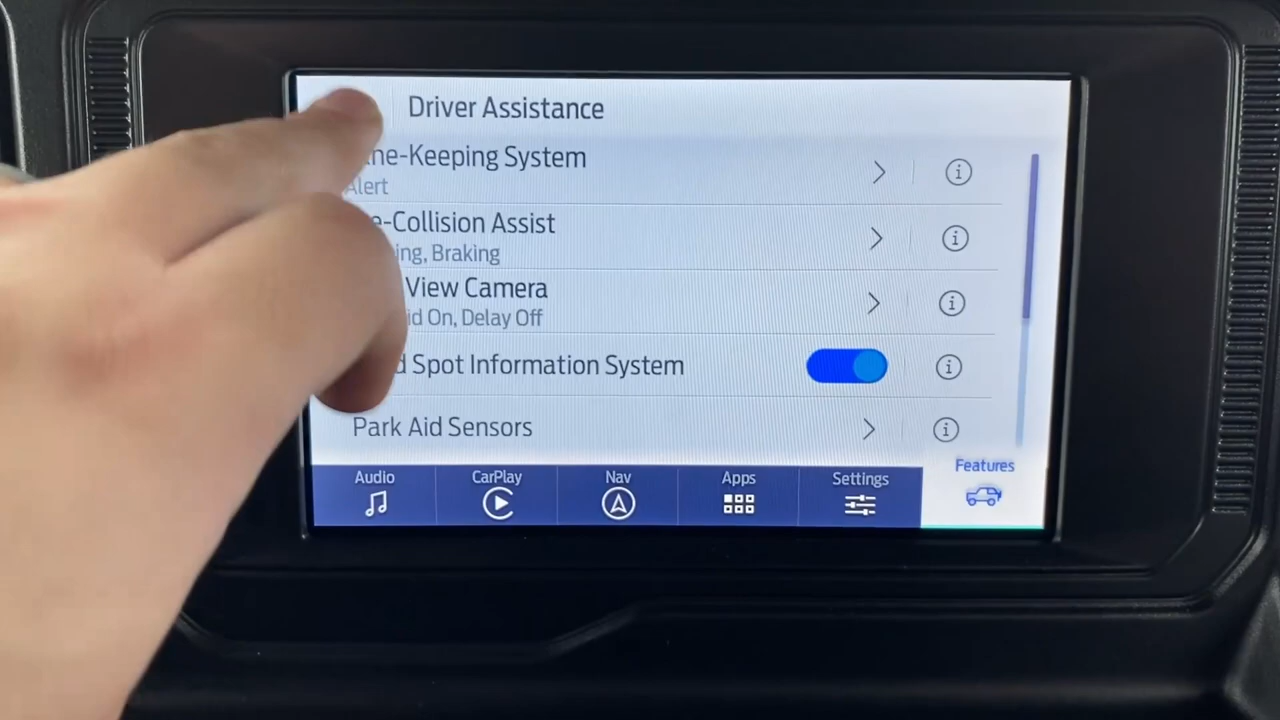 Driver Assistance
ne-Keeping System
Alert
e-Collision Assist
ing, Braking
View Camera
id On, Delay Off
d Spot Information System
Park Aid Sensors
Audio
CarPlay
Nav
Apps
Settings
Features